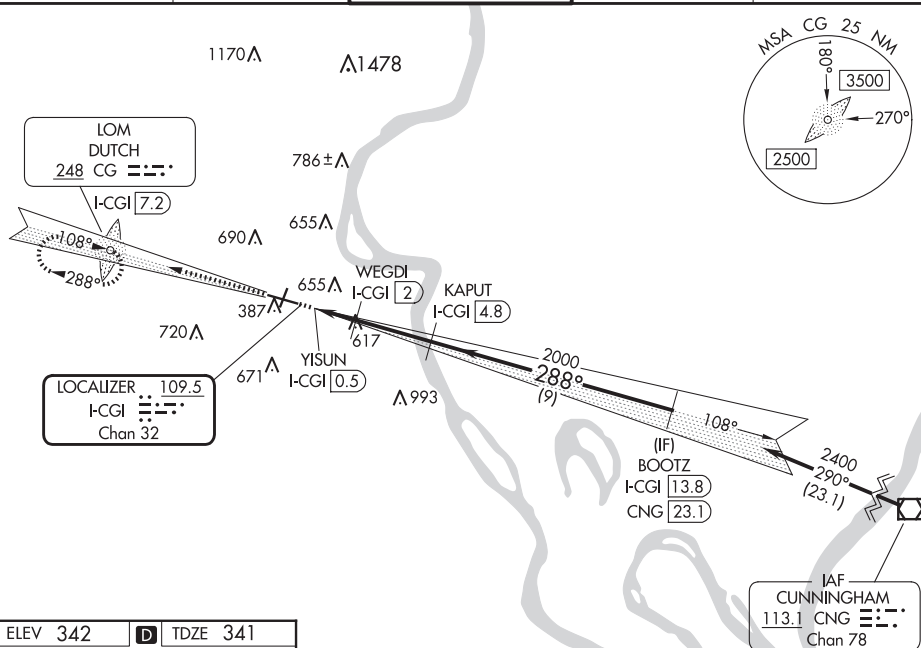 1170
1478
MSA CG 25 NM
180°
3500
270°
2500
LOM
DUTCH
248 CG
I-CGI 7.2
786±
108°
288°
690
655
655
WEGDI
I-CGI 2
KAPUT
I-CGI 4.8
387
617
720
YISUN
I-CGI 0.5
671
993
LOCALIZER 109.5
I-CGI
Chan 32
2000
288°
(9)
108°
(IF)
BOOTZ
I-CGI 13.8
CNG 23.1
2400
290°
(23.1)
IAF
CUNNINGHAM
113.1 CNG
Chan 78
ELEV 342 D TDZE 341